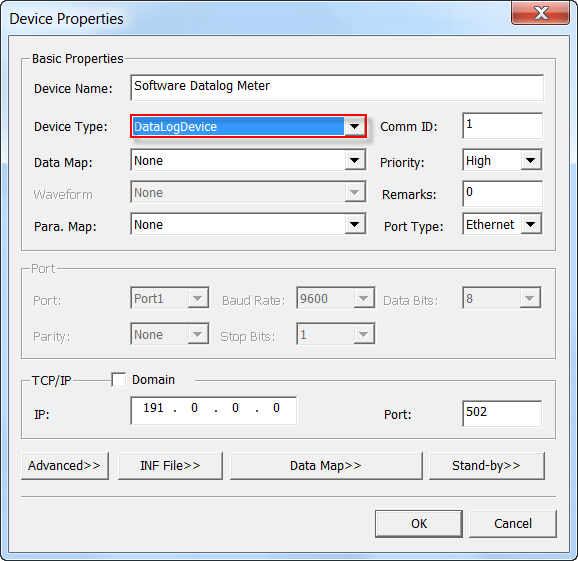 Device Properties
Basic Properties
Device Name: Software Datalog Meter
Device Type: DataLogDevice Comm ID: 1
Data Map: None Priority: High
Waveform None Remarks: 0
Para. Map: None Port Type: Ethernet
Port
Port: Port1 Baud Rate: 9600 Data Bits: 8
Parity: None Stop Bits: 1
TCP/IP Domain
IP: 191 . 0 . 0 . 0 Port: 502
Advanced>> INF File>> Data Map>> Stand-by>>
OK Cancel